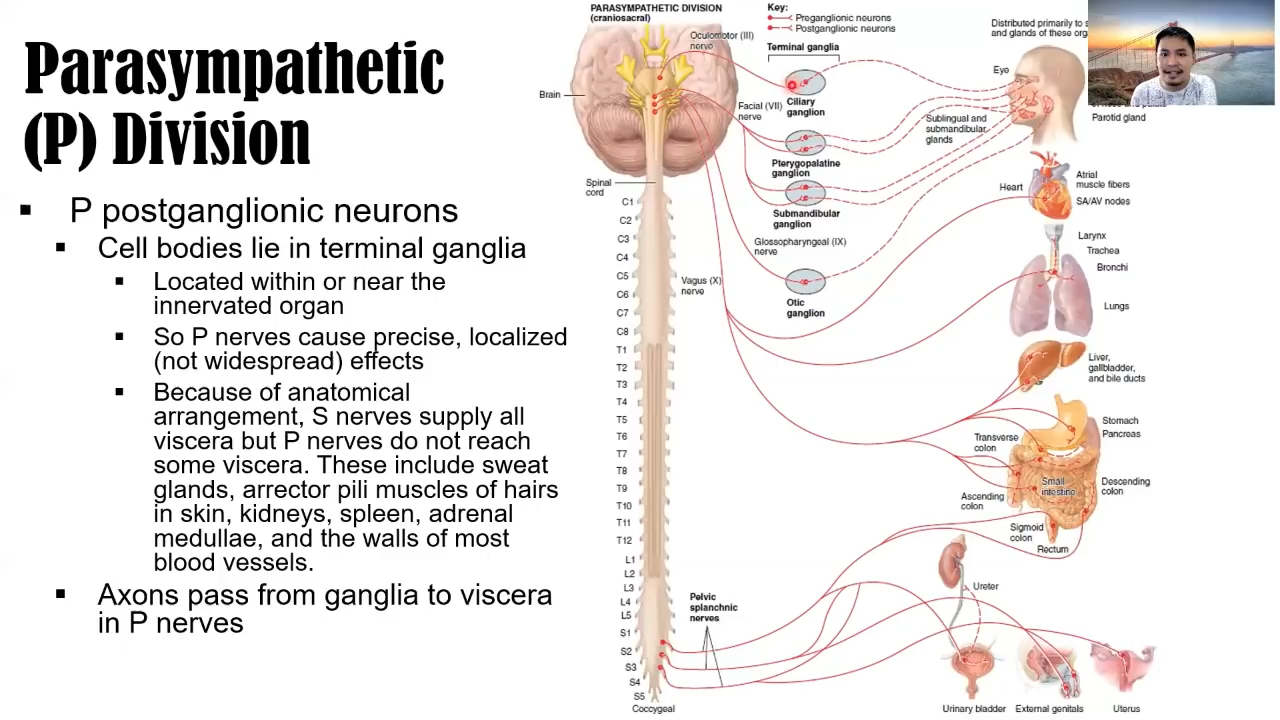 Parasympathetic
(P) Division
▪ P postganglionic neurons
▪ Cell bodies lie in terminal ganglia
▪ Located within or near the
innervated organ
▪ So P nerves cause precise, localized
(not widespread) effects
▪ Because of anatomical
arrangement, S nerves supply all
viscera but P nerves do not reach
some viscera. These include sweat
glands, arrector pili muscles of hairs
in skin, kidneys, spleen, adrenal
medullae, and the walls of most
blood vessels.
▪ Axons pass from ganglia to viscera
in P nerves
PARASYMPATHETIC DIVISION
(craniosacral)
Key:
Preganglionic neurons
Postganglionic neurons
Distributed primarily to
and glands of these
Oculomotor (III)
nerve
Terminal ganglia
Eye
Brain
Ciliary
ganglion
Facial (VII)
nerve
Sublingual and
submandibular
glands
Parotid gland
Pterygopalatine
ganglion
Spinal
cord
Submandibular
ganglion
Heart
Atrial
muscle fibers
SA/AV nodes
Glossopharyngeal (IX)
nerve
Larynx
Trachea
Bronchi
Vagus (X)
nerve
Otic
ganglion
Lungs
C1
C2
C3
C4
C5
C6
C7
C8
T1
T2
T3
T4
T5
T6
T7
T8
T9
T10
T11
T12
L1
L2
L3
L4
L5
S1
S2
S3
S4
S5
Coccygeal
Liver,
gallbladder,
and bile ducts
Stomach
Pancreas
Transverse
colon
Small
intestine
Descending
colon
Ascending
colon
Sigmoid
colon
Rectum
Ureter
Pelvic
splanchnic
nerves
Urinary bladder
External genitals
Uterus